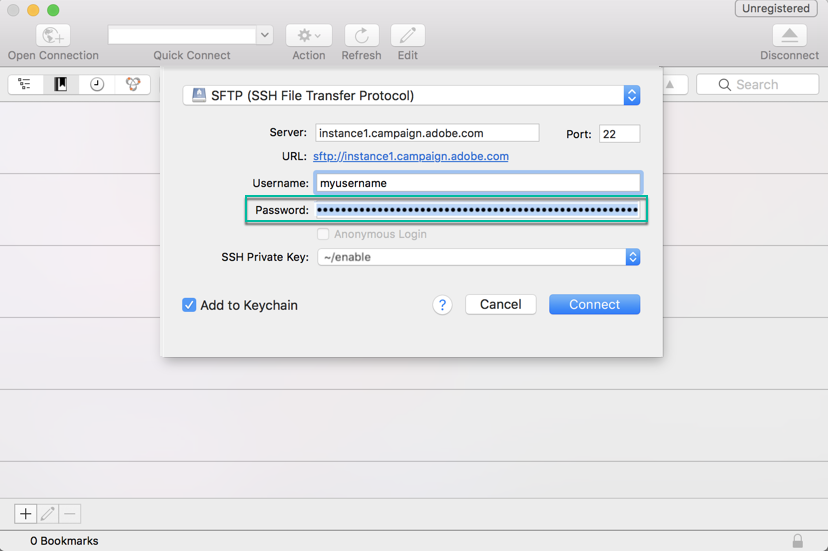 Unregistered
Open Connection
Quick Connect
Action
Refresh
Edit
Disconnect
Search
SFTP (SSH File Transfer Protocol)
Server: instance1.campaign.adobe.com Port: 22
URL: sftp://instance1.campaign.adobe.com
Username: myusername
Password: ••••••••••••••••••••••••••••••••••••••••••••••••••••••
Anonymous Login
SSH Private Key: ~/enable
Add to Keychain
? Cancel Connect
0 Bookmarks